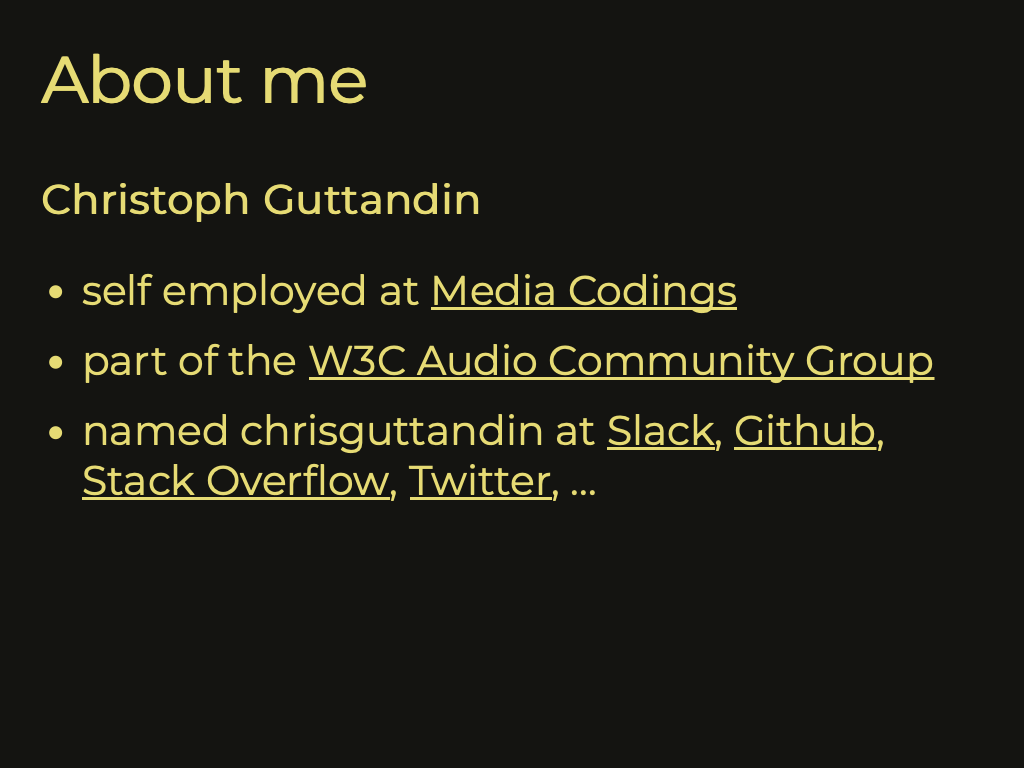 About me
Christoph Guttandin
• self employed at Media Codings
• part of the W3C Audio Community Group
• named chrisguttandin at Slack, Github,
Stack Overflow, Twitter, ...